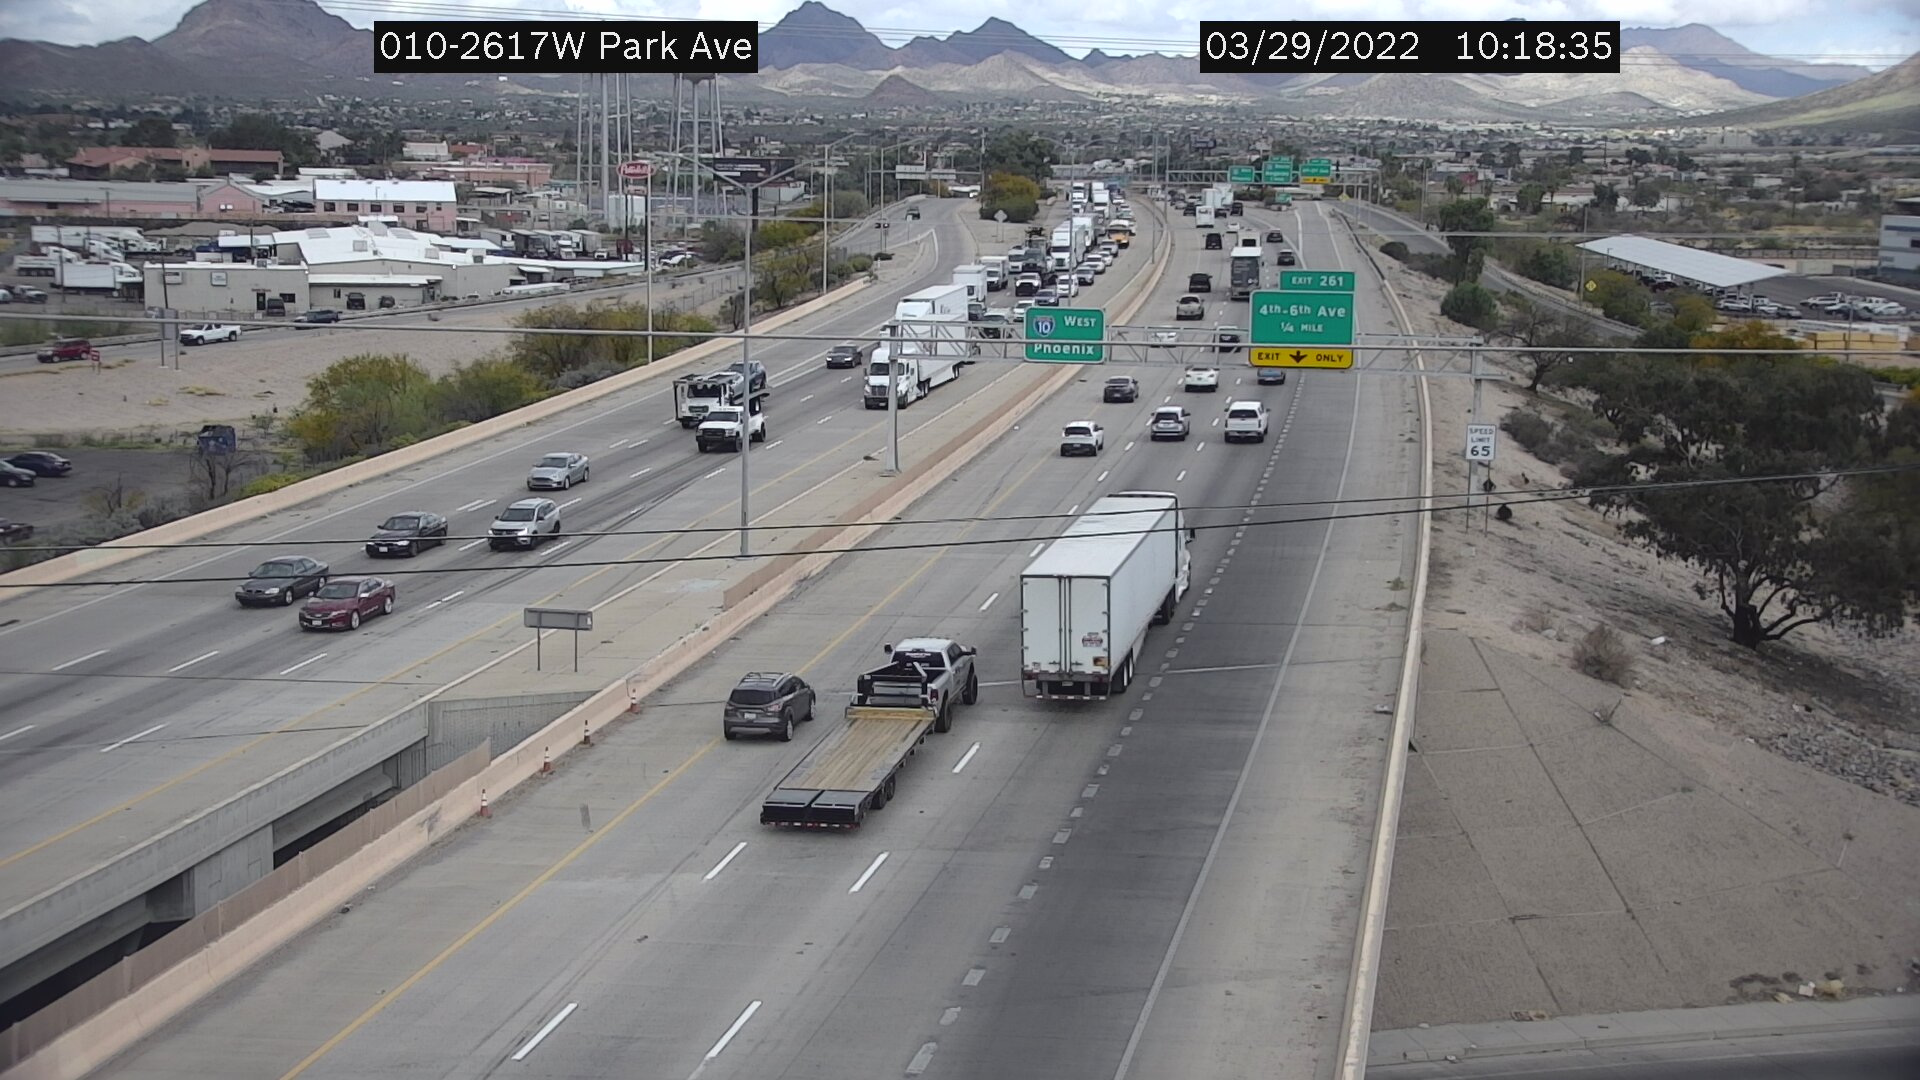 010-2617W Park Ave
03/29/2022 10:18:35
EXIT 261
4th-6th Ave
1/4 MILE
EXIT ONLY
10 WEST
Phoenix
SPEED
LIMIT
65